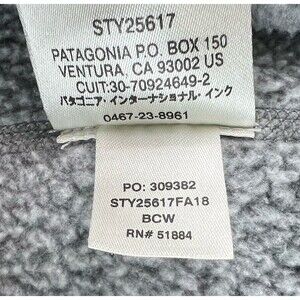 STY25617
PATAGONIA P.O. BOX 150
VENTURA, CA 93002 US
CUIT:30-70924649-2
パタゴニア・インターナショナル・インク
0467-23-8961
PO: 309382
STY25617FA18
BCW
RN# 51884